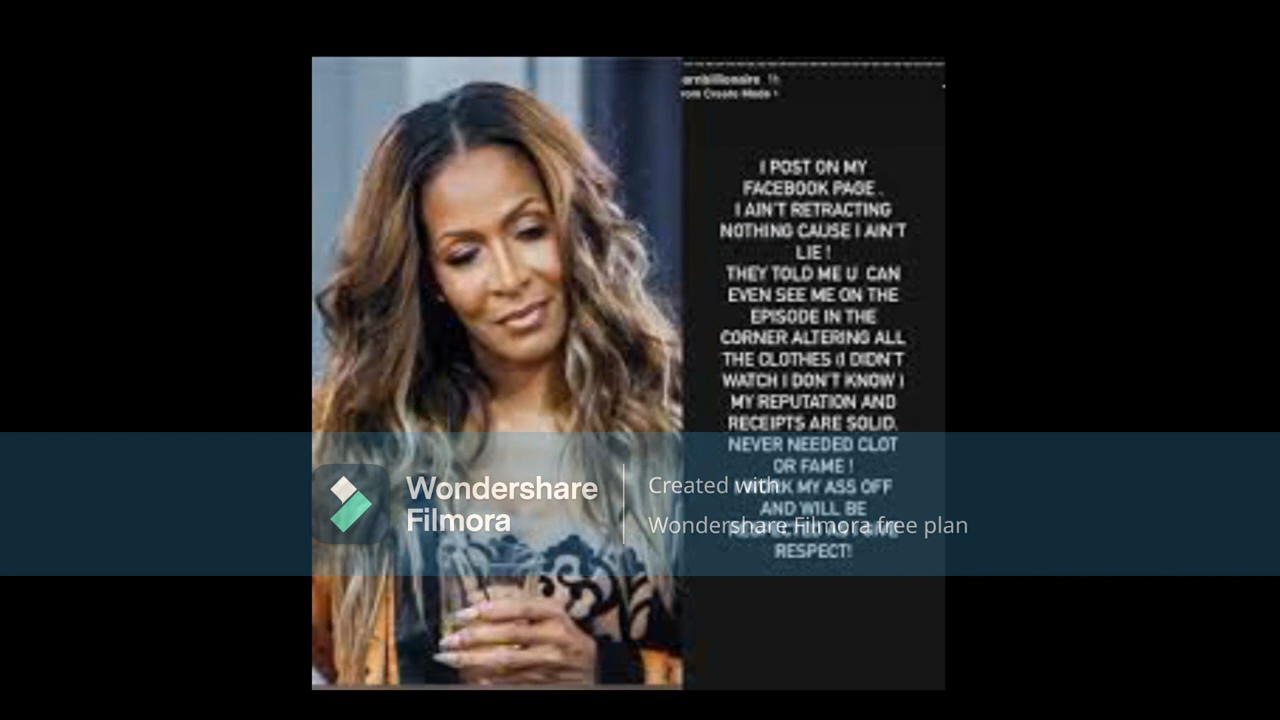 I POST ON MY
FACEBOOK PAGE .
I AIN'T RETRACTING
NOTHING CAUSE I AIN'T
LIE !
THEY TOLD ME U CAN
EVEN SEE ME ON THE
EPISODE IN THE
CORNER ALTERING ALL
THE CLOTHES (I DIDN'T
WATCH I DON'T KNOW )
MY REPUTATION AND
RECEIPTS ARE SOLID.
NEVER NEEDED CLOT
OR FAME !
MY ASS OFF
AND WILL BE
RESPECT!
Wondershare
Filmora
Created with
Wondershare Filmora free plan